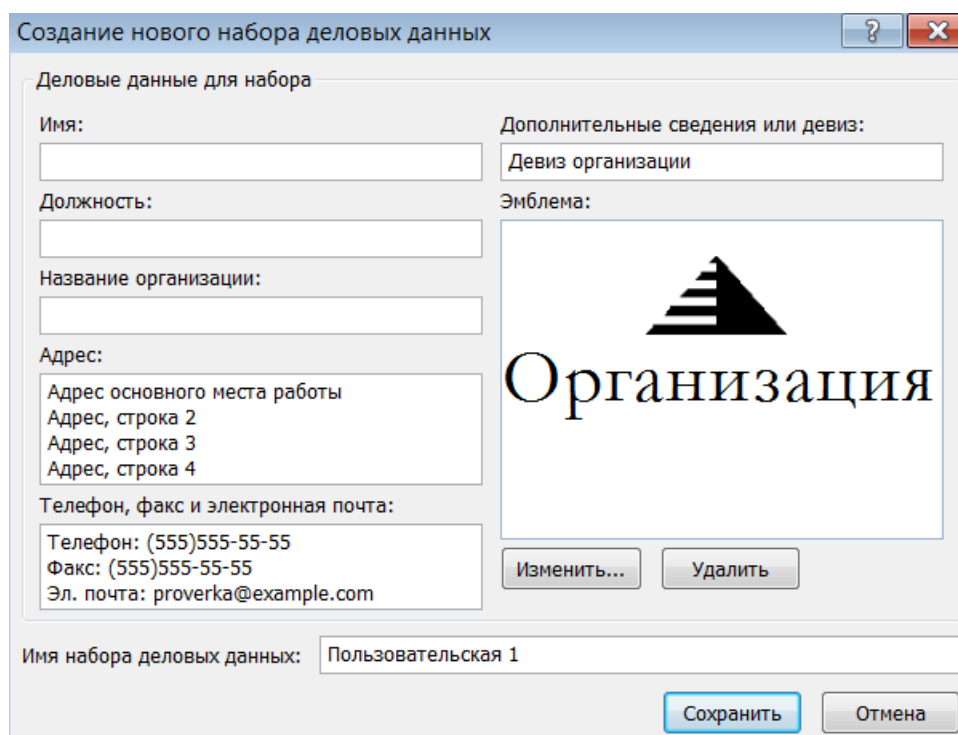 Создание нового набора деловых данных
Деловые данные для набора
Имя:
Должность:
Название организации:
Адрес:
Адрес основного места работы
Адрес, строка 2
Адрес, строка 3
Адрес, строка 4
Телефон, факс и электронная почта:
Телефон: (555)555-55-55
Факс: (555)555-55-55
Эл. почта: proverka@example.com
Дополнительные сведения или девиз:
Девиз организации
Эмблема:
Организация
Изменить...
Удалить
Имя набора деловых данных:
Пользовательская 1
Сохранить
Отмена